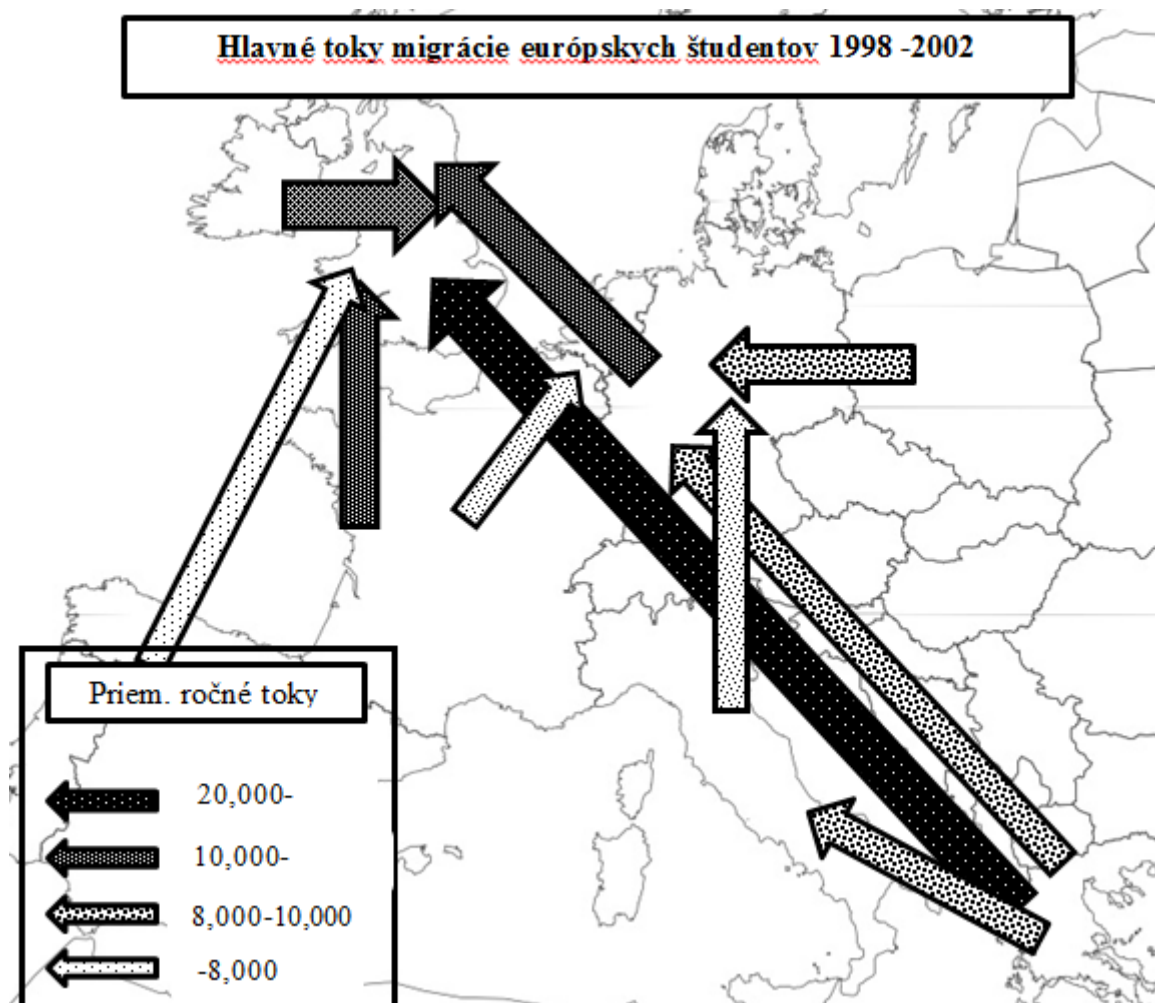 Hlavné toky migrácie európskych študentov 1998 -2002
Priem. ročné toky
20,000-
10,000-
8,000-10,000
-8,000